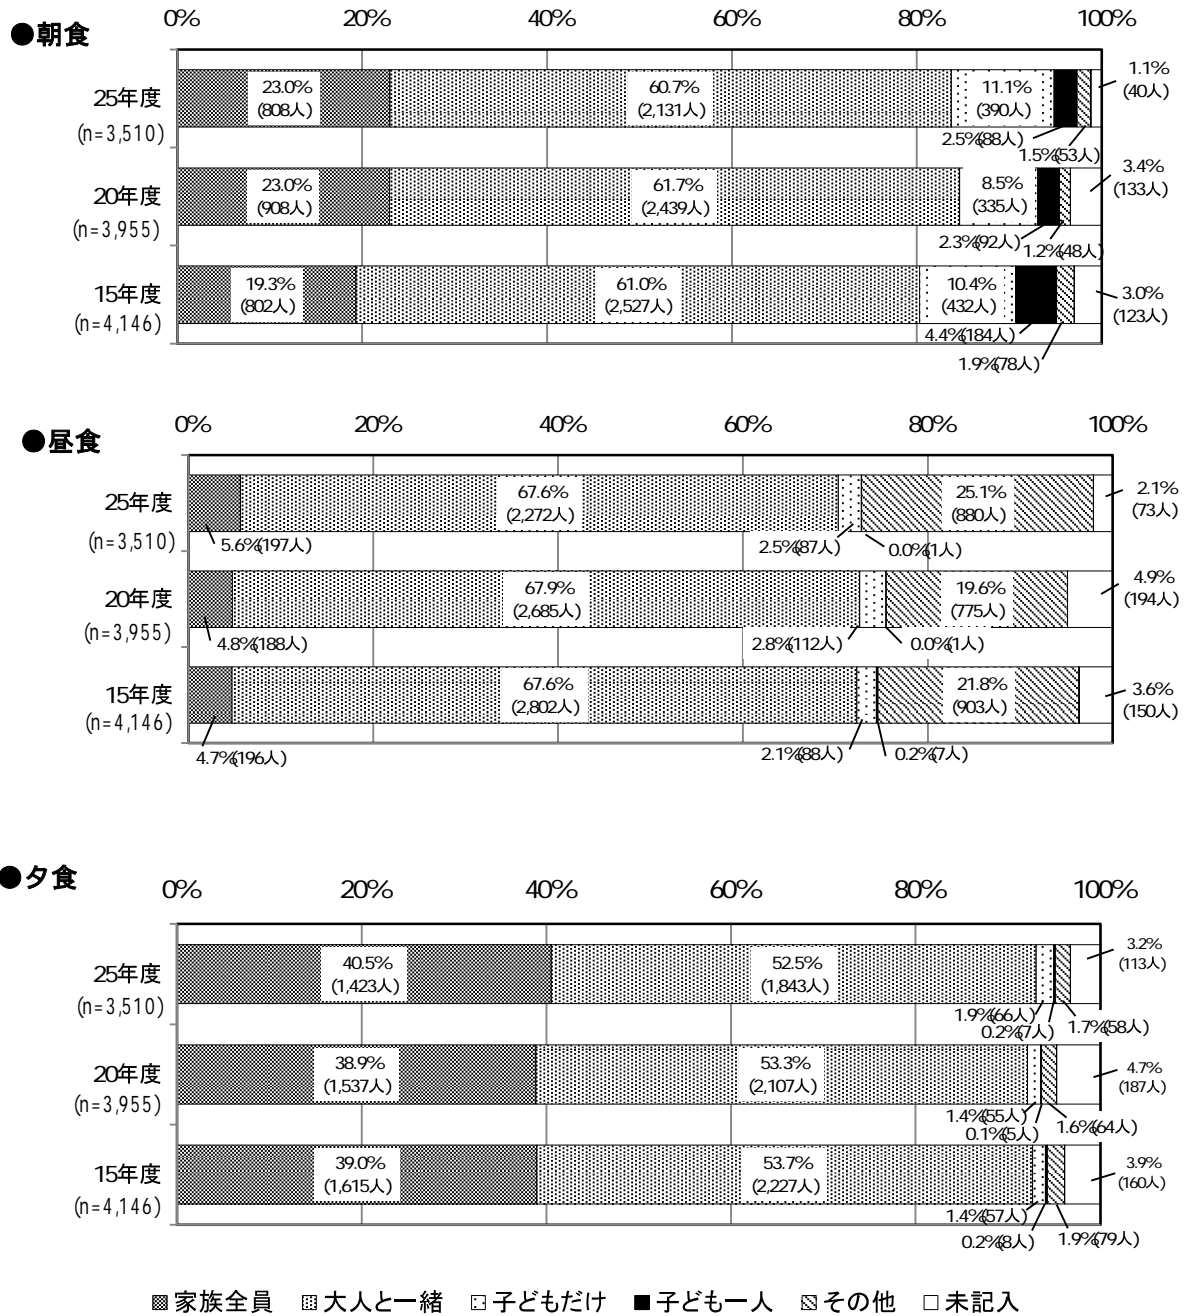 ●朝食
0% 20% 40% 60% 80% 100%
25年度
(n=3,510)
23.0%
(808人)
60.7%
(2,131人)
11.1%
(390人)
2.5%(88人)
1.5%(53人)
1.1%
(40人)
20年度
(n=3,955)
23.0%
(908人)
61.7%
(2,439人)
8.5%
(335人)
2.3%(92人)
1.2%(48人)
3.4%
(133人)
15年度
(n=4,146)
19.3%
(802人)
61.0%
(2,527人)
10.4%
(432人)
4.4%(184人)
1.9%(78人)
3.0%
(123人)
●昼食
0% 20% 40% 60% 80% 100%
25年度
(n=3,510)
5.6%(197人)
67.6%
(2,272人)
2.5%(87人)
0.0%(1人)
25.1%
(880人)
2.1%
(73人)
20年度
(n=3,955)
4.8%(188人)
67.9%
(2,685人)
2.8%(112人)
0.0%(1人)
19.6%
(775人)
4.9%
(194人)
15年度
(n=4,146)
4.7%(196人)
67.6%
(2,802人)
2.1%(88人)
0.2%(7人)
21.8%
(903人)
3.6%
(150人)
●夕食
0% 20% 40% 60% 80% 100%
25年度
(n=3,510)
40.5%
(1,423人)
52.5%
(1,843人)
1.9%(66人)
0.2%(7人)
1.7%(58人)
3.2%
(113人)
20年度
(n=3,955)
38.9%
(1,537人)
53.3%
(2,107人)
1.4%(55人)
0.1%(5人)
1.6%(64人)
4.7%
(187人)
15年度
(n=4,146)
39.0%
(1,615人)
53.7%
(2,227人)
1.4%(57人)
0.2%(8人)
1.9%(79人)
3.9%
(160人)
家族全員 大人と一緒 子どもだけ 子ども一人 その他 未記入